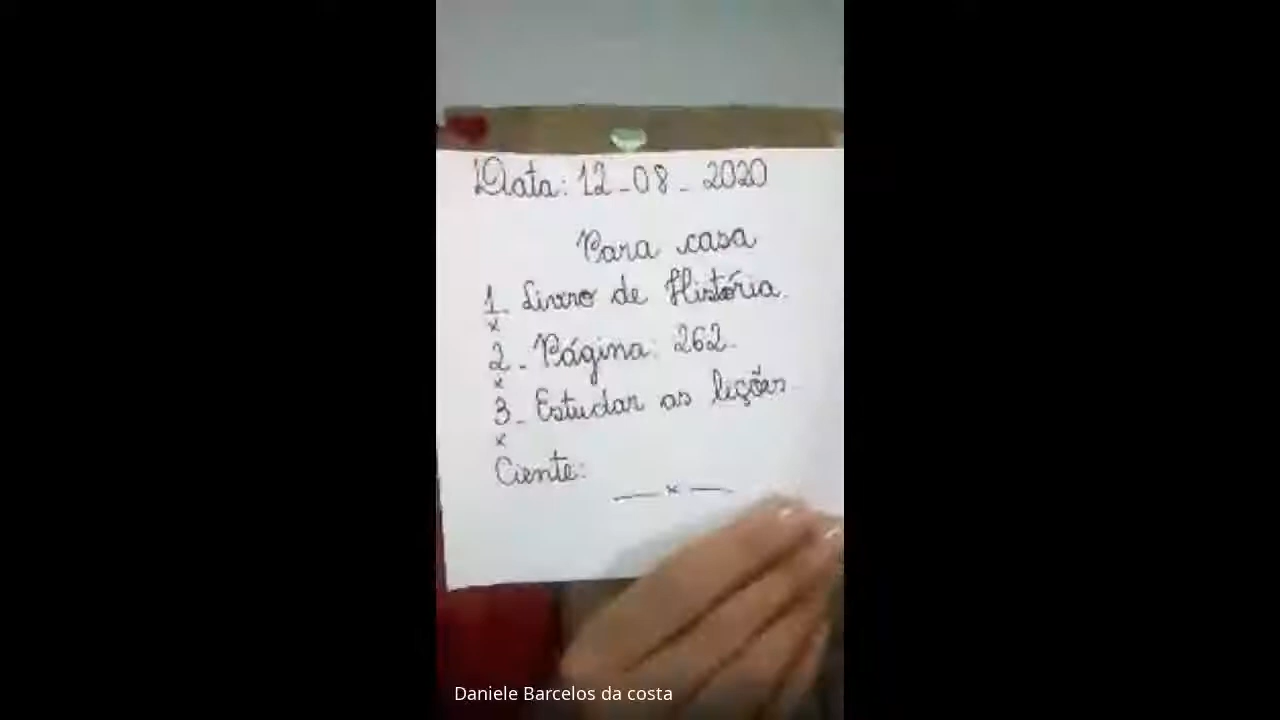 Data: 12-08-2020
Para casa
1- Livro de História.
x
2- Página: 262.
x
3- Estudar as lições.
x
Ciente:
— x —
Daniele Barcelos da costa